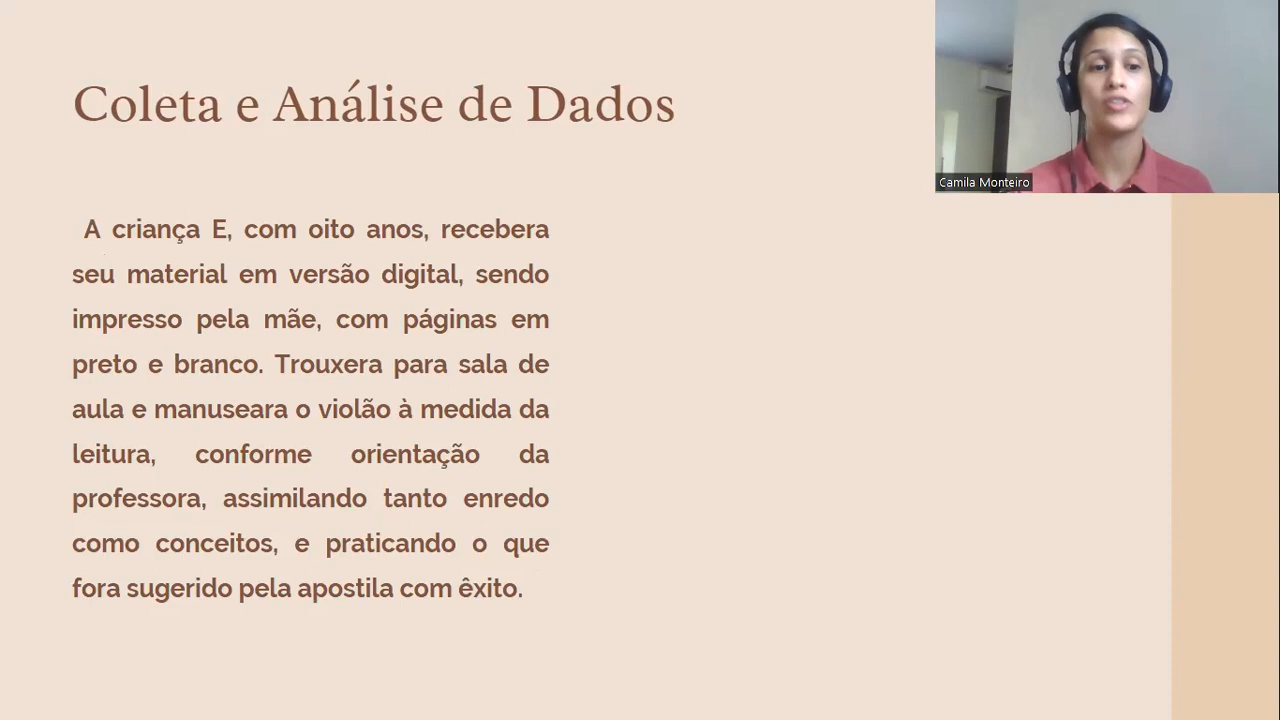 Coleta e Análise de Dados
Camila Monteiro
A criança E, com oito anos, recebera
seu material em versão digital, sendo
impresso pela mãe, com páginas em
preto e branco. Trouxera para sala de
aula e manuseara o violão à medida da
leitura, conforme orientação da
professora, assimilando tanto enredo
como conceitos, e praticando o que
fora sugerido pela apostila com êxito.